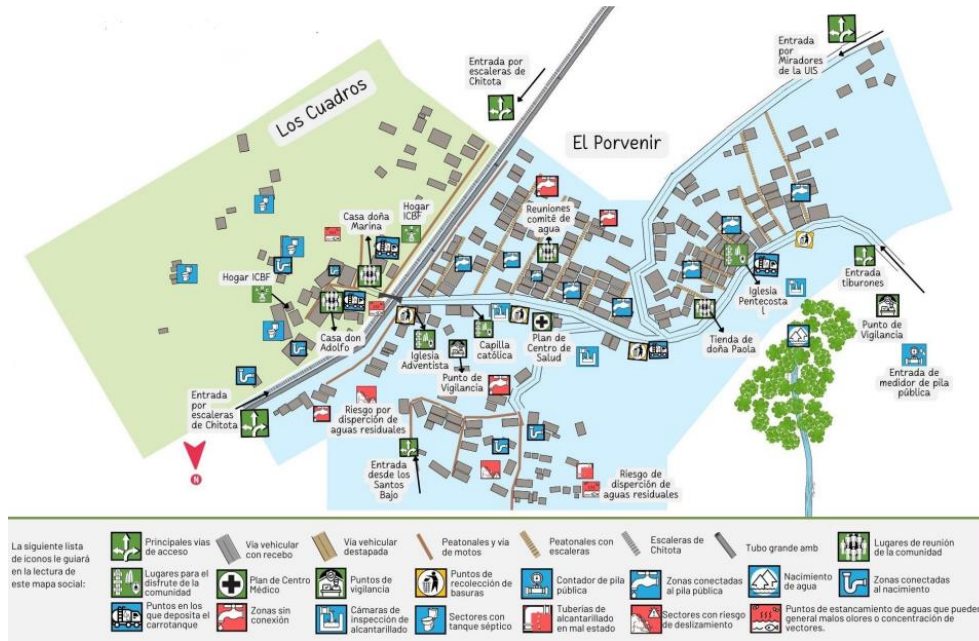 Entrada
por
Miradores
de la UIS
Entrada por
escaleras de
Chitota
Los Cuadros
El Porvenir
Casa doña
Marina
Hogar
ICBF
Reuniones
comité de
agua
Hogar ICBF
Casa don
Adolfo
Iglesia
Adventista
Capilla
católica
Punto de
Vigilancia
Plan de
Centro de
Salud
Tienda de
doña Paola
Iglesia
Pentecosta
l
Entrada
tiburones
Punto de
Vigilancia
Entrada de
medidor de pila
pública
Entrada
por
escaleras
de Chitota
Riesgo por
disperción de
aguas residuales
Entrada
desde los
Santos
Bajo
Riesgo de
disperción de
aguas residuales
N
La siguiente lista
de iconos le guiará
en la lectura de
este mapa social:
Principales vías
de acceso
Vía vehicular
con recebo
Vía vehicular
destapada
Peatonales y vía
de motos
Peatonales con
escaleras
Escaleras de
Chitota
Tubo grande amb
Lugares de reunión
de la comunidad
Lugares para el
disfrute de la
comunidad
Plan de Centro
Médico
Puntos de
vigilancia
Puntos de
recolección de
basuras
Contador de pila
pública
Zonas conectadas
al pila pública
Nacimiento
de agua
Zonas conectadas
al nacimiento
Puntos en los
que deposita el
carrotanque
Zonas sin
conexión
Cámaras de
inspección de
alcantarillado
Sectores con
tanque séptico
Tuberías de
alcantarillado
en mal estado
Sectores con riesgo
de deslizamiento
Puntos de estancamiento de aguas que pueden
general malos olores o concentración de
vectores.